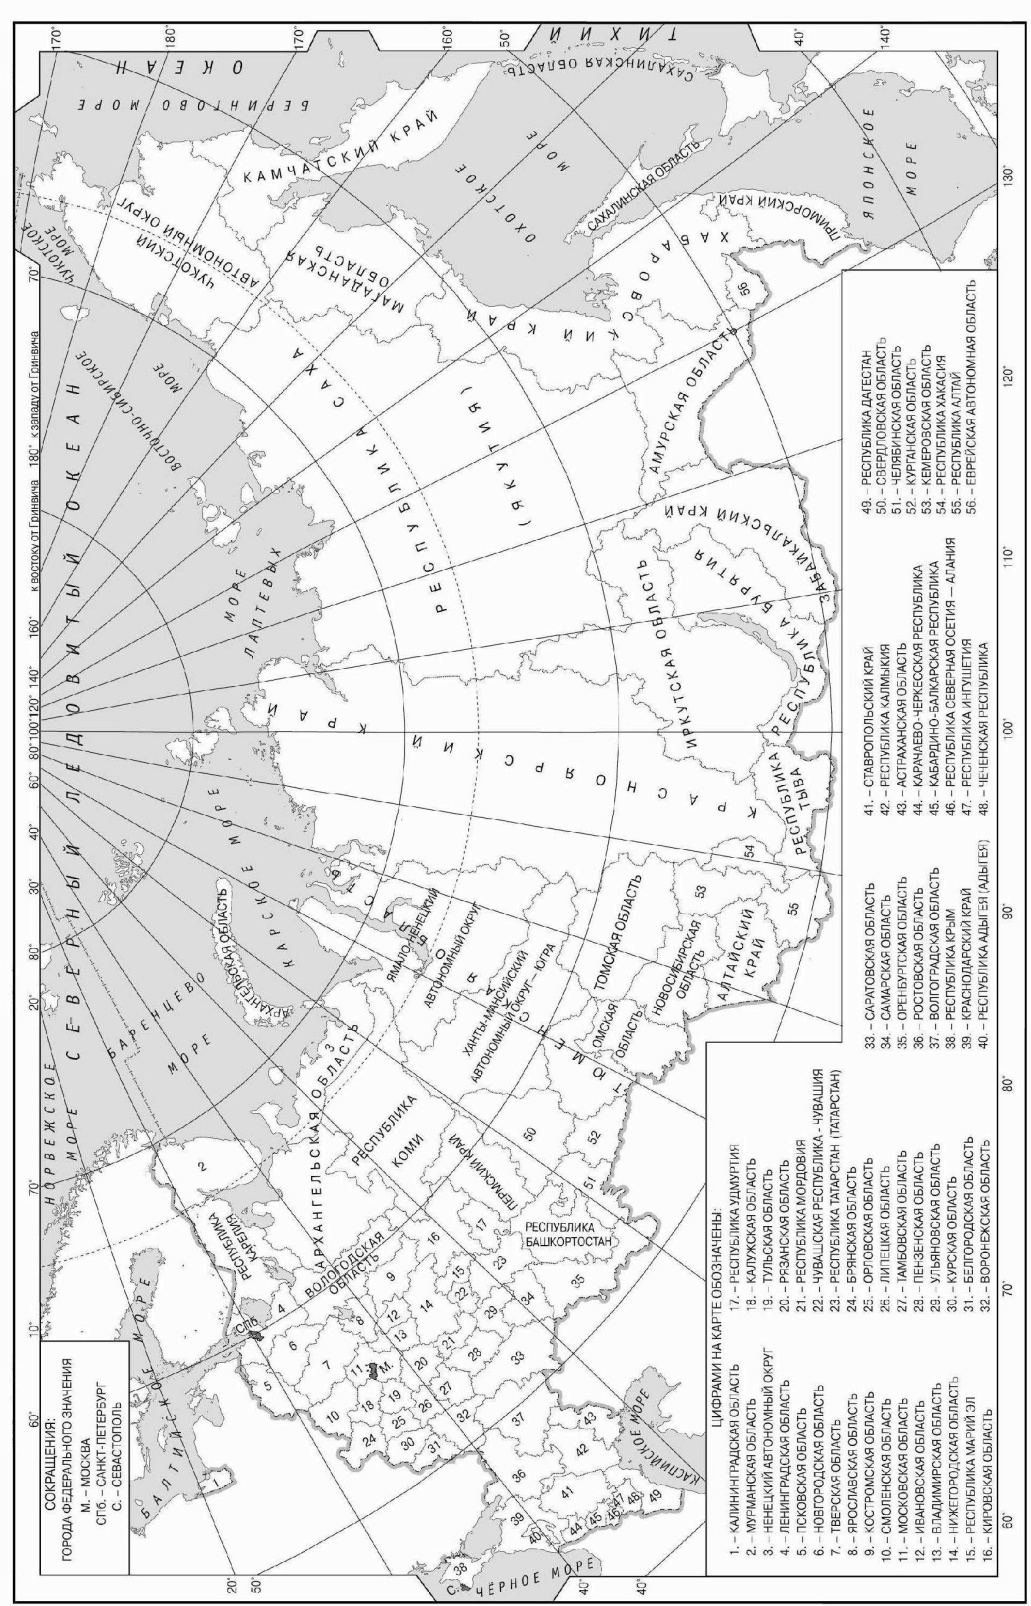 СОКРАЩЕНИЯ:
ГОРОДА ФЕДЕРАЛЬНОГО ЗНАЧЕНИЯ
М. – МОСКВА
СПб. – САНКТ-ПЕТЕРБУРГ
С. – СЕВАСТОПОЛЬ
к востоку от Гринвича 180° к западу от Гринвича
СЕВЕРНЫЙ ЛЕДОВИТЫЙ ОКЕАН
НОРВЕЖСКОЕ
МОРЕ
БАРЕНЦЕВО
МОРЕ
КАРСКОЕ МОРЕ
МОРЕ
ЛАПТЕВЫХ
ВОСТОЧНО-СИБИРСКОЕ
МОРЕ
ЧУКОТСКОЕ
МОРЕ
БЕРИНГОВО МОРЕ
ТИХИЙ
ОКЕАН
ОХОТСКОЕ
МОРЕ
ЯПОНСКОЕ
МОРЕ
БАЛТИЙСКОЕ МОРЕ
ЧЕРНОЕ МОРЕ
КАСПИЙСКОЕ МОРЕ
РЕСПУБЛИКА
КАРЕЛИЯ
АРХАНГЕЛЬСКАЯ ОБЛАСТЬ
АРХАНГЕЛЬСКАЯ ОБЛАСТЬ
ВОЛОГОДСКАЯ
ОБЛАСТЬ
РЕСПУБЛИКА
КОМИ
ПЕРМСКИЙ КРАЙ
РЕСПУБЛИКА
БАШКОРТОСТАН
ЯМАЛО-НЕНЕЦКИЙ
АВТОНОМНЫЙ ОКРУГ
ХАНТЫ-МАНСИЙСКИЙ
АВТОНОМНЫЙ ОКРУГ - ЮГРА
ТЮМЕНСКАЯ ОБЛАСТЬ
ОМСКАЯ
ОБЛАСТЬ
ТОМСКАЯ ОБЛАСТЬ
НОВОСИБИРСКАЯ
ОБЛАСТЬ
АЛТАЙСКИЙ
КРАЙ
КРАСНОЯРСКИЙ КРАЙ
РЕСПУБЛИКА
ТЫВА
ИРКУТСКАЯ ОБЛАСТЬ
РЕСПУБЛИКА БУРЯТИЯ
ЗАБАЙКАЛЬСКИЙ КРАЙ
РЕСПУБЛИКА САХА
(ЯКУТИЯ)
АМУРСКАЯ ОБЛАСТЬ
ХАБАРОВСКИЙ КРАЙ
ПРИМОРСКИЙ КРАЙ
САХАЛИНСКАЯ ОБЛАСТЬ
САХАЛИНСКАЯ ОБЛАСТЬ
МАГАДАНСКАЯ
ОБЛАСТЬ
ЧУКОТСКИЙ
АВТОНОМНЫЙ ОКРУГ
КАМЧАТСКИЙ КРАЙ
СПб.
М.
С.
ЦИФРАМИ НА КАРТЕ ОБОЗНАЧЕНЫ:
1. – КАЛИНИНГРАДСКАЯ ОБЛАСТЬ
2. – МУРМАНСКАЯ ОБЛАСТЬ
3. – НЕНЕЦКИЙ АВТОНОМНЫЙ ОКРУГ
4. – ЛЕНИНГРАДСКАЯ ОБЛАСТЬ
5. – ПСКОВСКАЯ ОБЛАСТЬ
6. – НОВГОРОДСКАЯ ОБЛАСТЬ
7. – ТВЕРСКАЯ ОБЛАСТЬ
8. – ЯРОСЛАВСКАЯ ОБЛАСТЬ
9. – КОСТРОМСКАЯ ОБЛАСТЬ
10. – СМОЛЕНСКАЯ ОБЛАСТЬ
11. – МОСКОВСКАЯ ОБЛАСТЬ
12. – ИВАНОВСКАЯ ОБЛАСТЬ
13. – ВЛАДИМИРСКАЯ ОБЛАСТЬ
14. – НИЖЕГОРОДСКАЯ ОБЛАСТЬ
15. – РЕСПУБЛИКА МАРИЙ ЭЛ
16. – КИРОВСКАЯ ОБЛАСТЬ
17. – РЕСПУБЛИКА УДМУРТИЯ
18. – КАЛУЖСКАЯ ОБЛАСТЬ
19. – ТУЛЬСКАЯ ОБЛАСТЬ
20. – РЯЗАНСКАЯ ОБЛАСТЬ
21. – РЕСПУБЛИКА МОРДОВИЯ
22. – ЧУВАШСКАЯ РЕСПУБЛИКА - ЧУВАШИЯ
23. – РЕСПУБЛИКА ТАТАРСТАН (ТАТАРСТАН)
24. – БРЯНСКАЯ ОБЛАСТЬ
25. – ОРЛОВСКАЯ ОБЛАСТЬ
26. – ЛИПЕЦКАЯ ОБЛАСТЬ
27. – ТАМБОВСКАЯ ОБЛАСТЬ
28. – ПЕНЗЕНСКАЯ ОБЛАСТЬ
29. – УЛЬЯНОВСКАЯ ОБЛАСТЬ
30. – КУРСКАЯ ОБЛАСТЬ
31. – БЕЛГОРОДСКАЯ ОБЛАСТЬ
32. – ВОРОНЕЖСКАЯ ОБЛАСТЬ
33. – САРАТОВСКАЯ ОБЛАСТЬ
34. – САМАРСКАЯ ОБЛАСТЬ
35. – ОРЕНБУРГСКАЯ ОБЛАСТЬ
36. – РОСТОВСКАЯ ОБЛАСТЬ
37. – ВОЛГОГРАДСКАЯ ОБЛАСТЬ
38. – РЕСПУБЛИКА КРЫМ
39. – КРАСНОДАРСКИЙ КРАЙ
40. – РЕСПУБЛИКА АДЫГЕЯ (АДЫГЕЯ)
41. – СТАВРОПОЛЬСКИЙ КРАЙ
42. – РЕСПУБЛИКА КАЛМЫКИЯ
43. – АСТРАХАНСКАЯ ОБЛАСТЬ
44. – КАРАЧАЕВО-ЧЕРКЕССКАЯ РЕСПУБЛИКА
45. – КАБАРДИНО-БАЛКАРСКАЯ РЕСПУБЛИКА
46. – РЕСПУБЛИКА СЕВЕРНАЯ ОСЕТИЯ — АЛАНИЯ
47. – РЕСПУБЛИКА ИНГУШЕТИЯ
48. – ЧЕЧЕНСКАЯ РЕСПУБЛИКА
49. – РЕСПУБЛИКА ДАГЕСТАН
50. – СВЕРДЛОВСКАЯ ОБЛАСТЬ
51. – ЧЕЛЯБИНСКАЯ ОБЛАСТЬ
52. – КУРГАНСКАЯ ОБЛАСТЬ
53. – КЕМЕРОВСКАЯ ОБЛАСТЬ
54. – РЕСПУБЛИКА ХАКАСИЯ
55. – РЕСПУБЛИКА АЛТАЙ
56. – ЕВРЕЙСКАЯ АВТОНОМНАЯ ОБЛАСТЬ